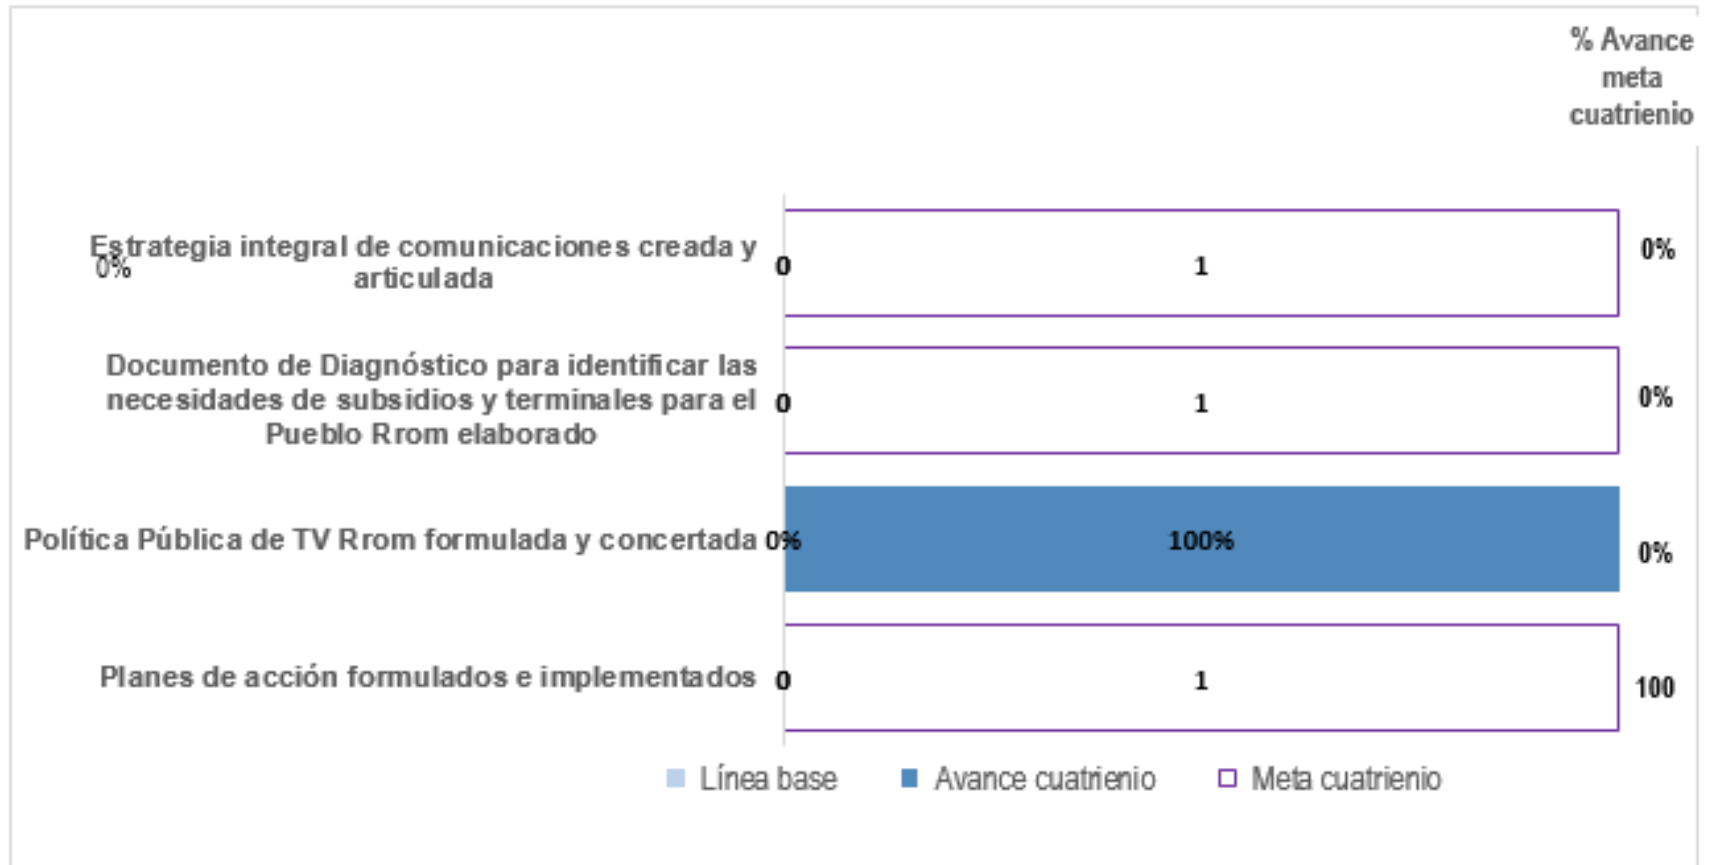 % Avance
meta
cuatrienio
Estrategia integral de comunicaciones creada y
articulada
0%
0
1
0%
Documento de Diagnóstico para identificar las
necesidades de subsidios y terminales para el
Pueblo Rrom elaborado
0
1
0%
Política Pública de TV Rrom formulada y concertada
0%
100%
0%
Planes de acción formulados e implementados
0
1
100
Línea base
Avance cuatrienio
Meta cuatrienio